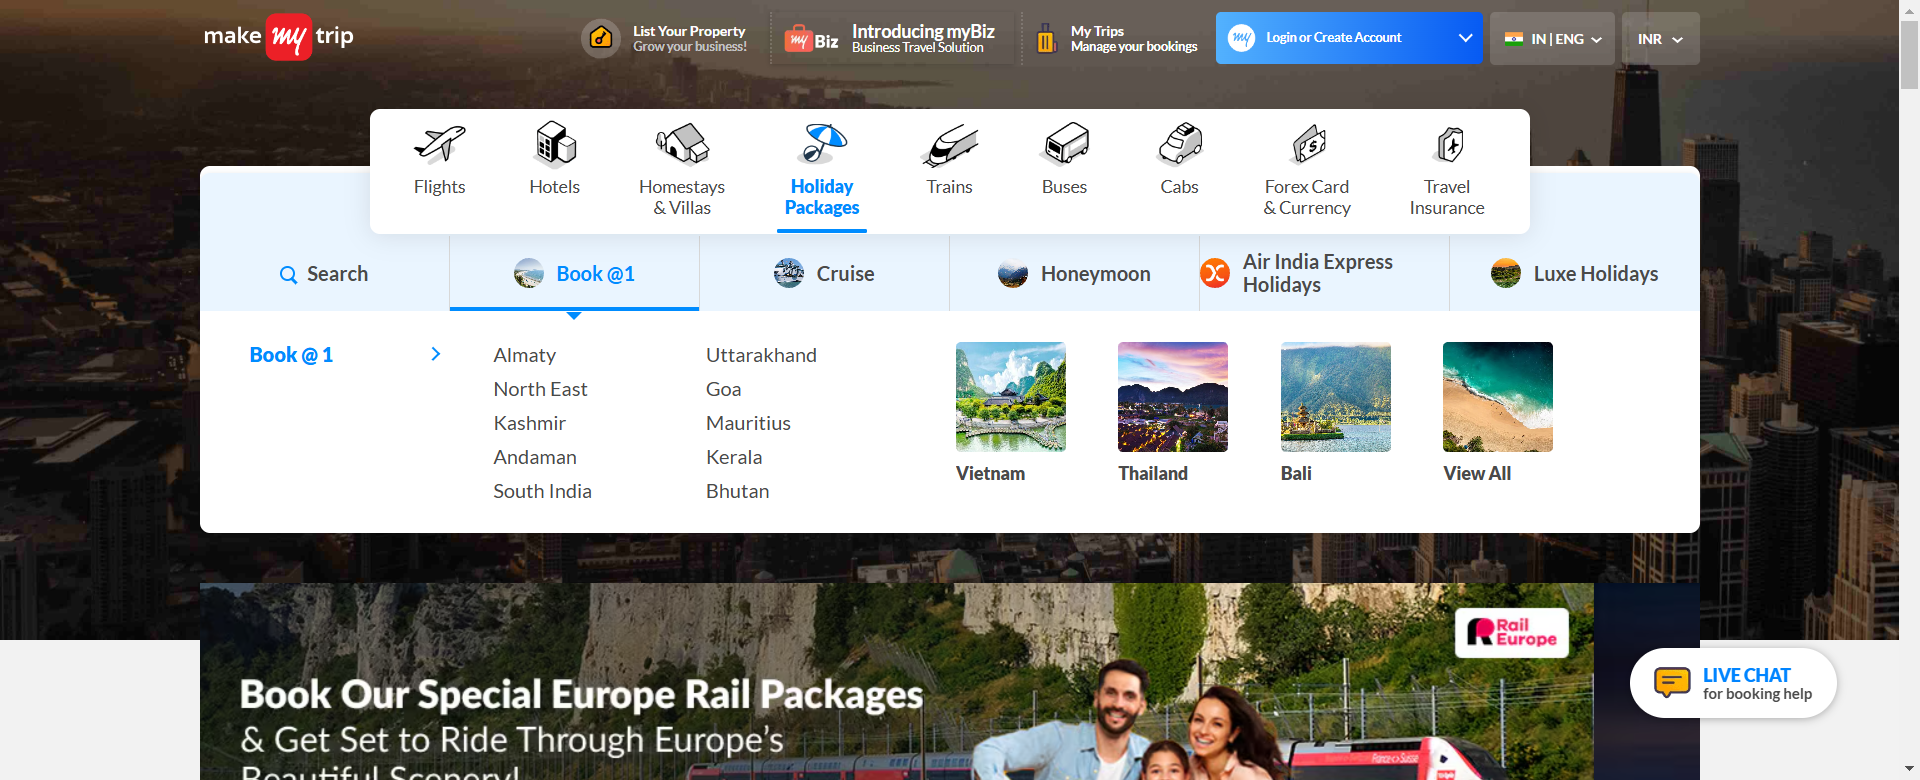 make my trip
List Your Property
Grow your business!
my Biz
Introducing myBiz
Business Travel Solution
My Trips
Manage your bookings
my
Login or Create Account
IN | ENG
INR
Flights
Hotels
Homestays
& Villas
Holiday
Packages
Trains
Buses
Cabs
Forex Card
& Currency
Travel
Insurance
Search
Book @1
Cruise
Honeymoon
Air India Express
Holidays
Luxe Holidays
Book @ 1
Almaty
North East
Kashmir
Andaman
South India
Uttarakhand
Goa
Mauritius
Kerala
Bhutan
Vietnam
Thailand
Bali
View All
Rail
Europe
Book Our Special Europe Rail Packages
& Get Set to Ride Through Europe's
Beautiful Scenery!
France-Suisse
LIVE CHAT
for booking help